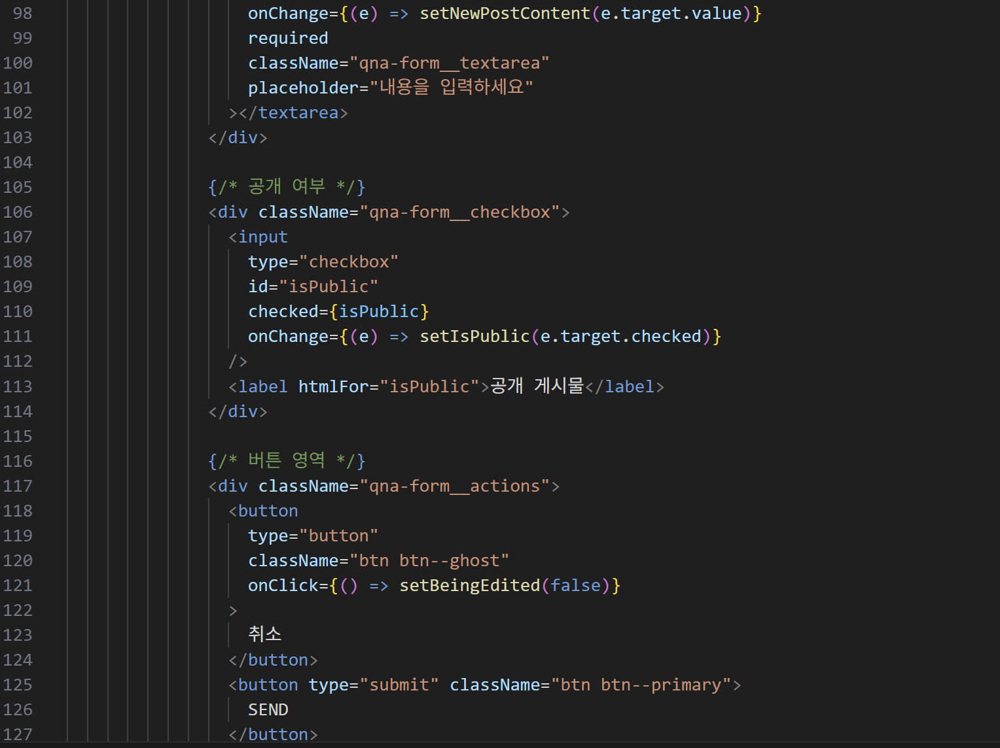 98 onChange={(e) => setNewPostContent(e.target.value)}
99 required
100 className="qna-form__textarea"
101 placeholder="내용을 입력하세요"
102 ></textarea>
103 </div>
104
105 {/* 공개 여부 */}
106 <div className="qna-form__checkbox">
107 <input
108 type="checkbox"
109 id="isPublic"
110 checked={isPublic}
111 onChange={(e) => setIsPublic(e.target.checked)}
112 />
113 <label htmlFor="isPublic">공개 게시물</label>
114 </div>
115
116 {/* 버튼 영역 */}
117 <div className="qna-form__actions">
118 <button
119 type="button"
120 className="btn btn--ghost"
121 onClick={() => setBeingEdited(false)}
122 >
123 취소
124 </button>
125 <button type="submit" className="btn btn--primary">
126 SEND
127 </button>